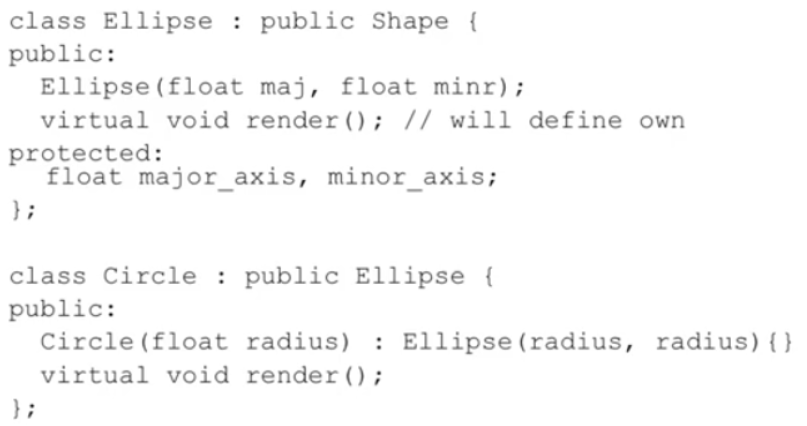 class Ellipse : public Shape {
public:
  Ellipse(float maj, float minr);
  virtual void render(); // will define own
protected:
  float major_axis, minor_axis;
};

class Circle : public Ellipse {
public:
  Circle(float radius) : Ellipse(radius, radius){}
  virtual void render();
};